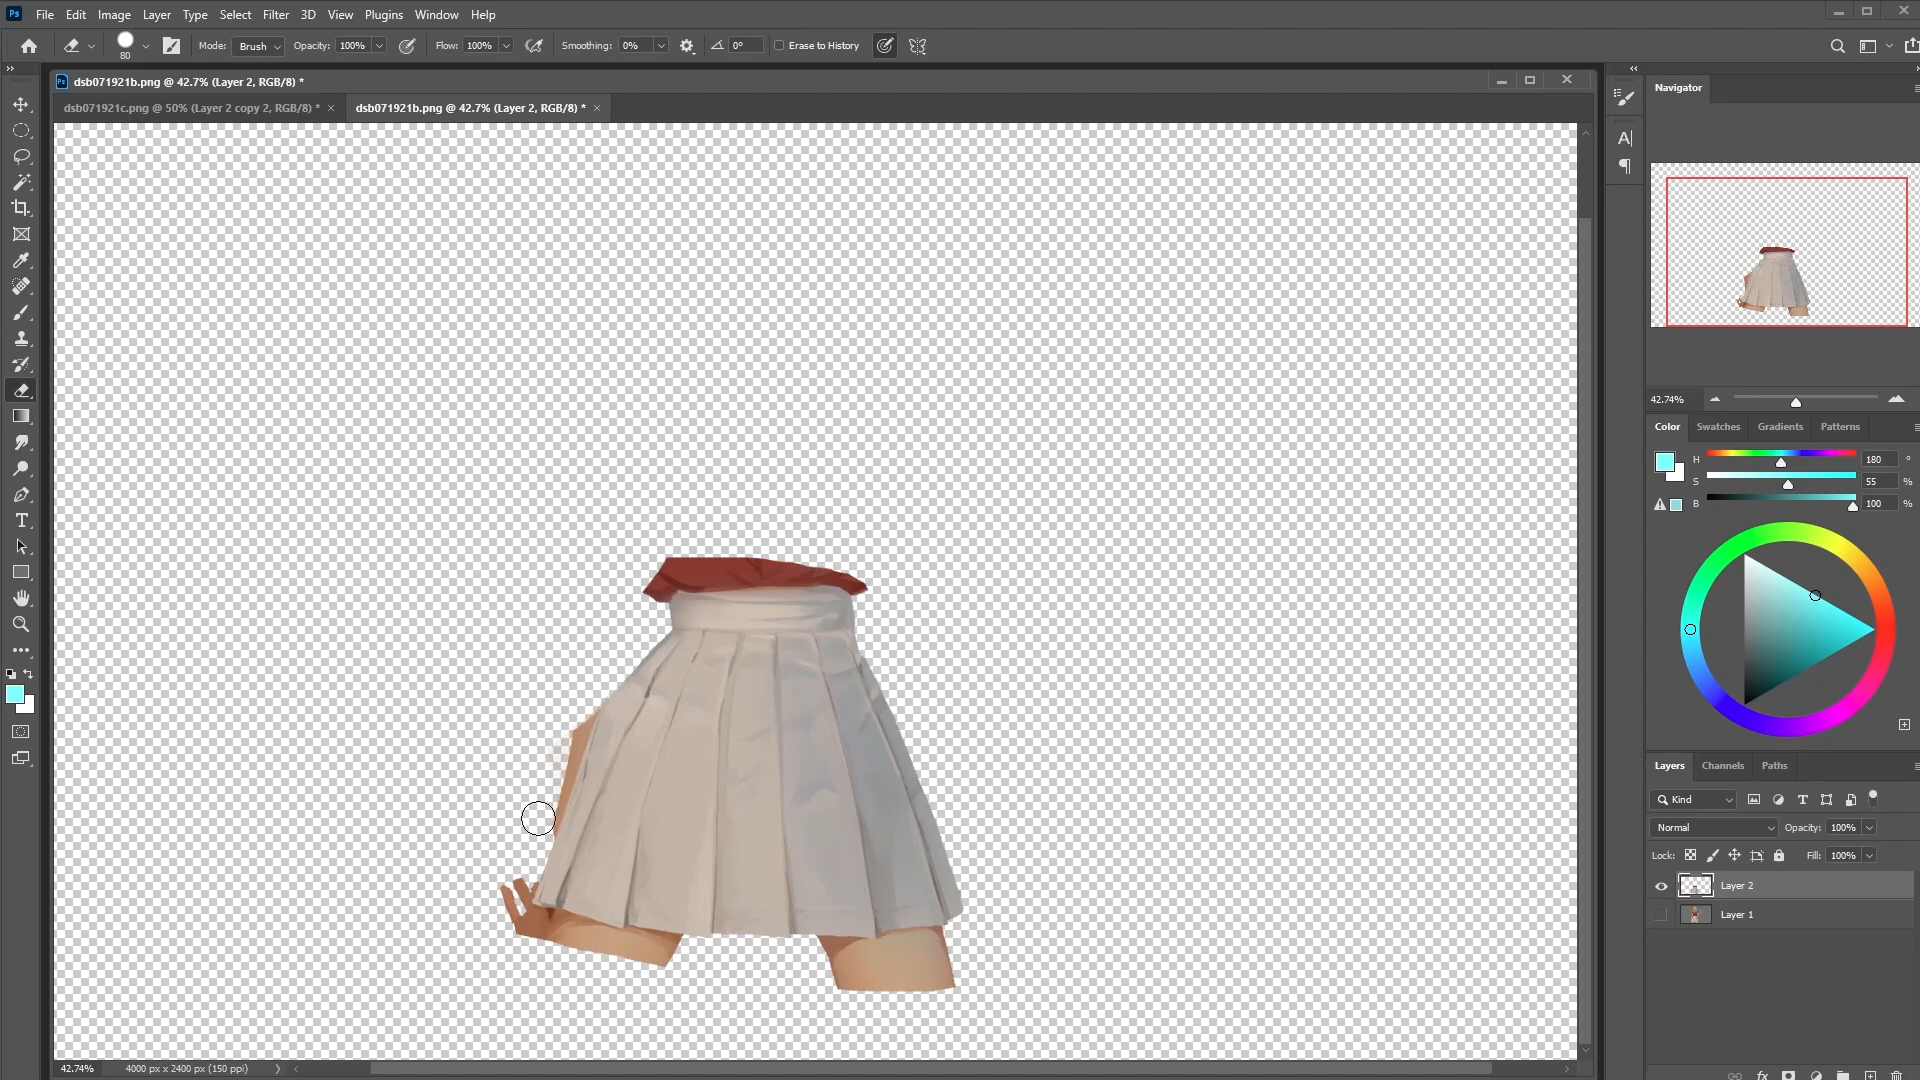 Ps File Edit Image Layer Type Select Filter 3D View Plugins Window Help
80 Mode: Brush Opacity: 100% Flow: 100% Smoothing: 0% 0° Erase to History
Ps dsb071921b.png @ 42.7% (Layer 2, RGB/8) *
dsb071921c.png @ 50% (Layer 2 copy 2, RGB/8) * × dsb071921b.png @ 42.7% (Layer 2, RGB/8) * ×
Navigator
42.74%
Color Swatches Gradients Patterns
H 180 °
S 55 %
B 100 %
Layers Channels Paths
Kind
Normal Opacity: 100%
Lock: Fill: 100%
Layer 2
Layer 1
fx
42.74% 4000 px x 2400 px (150 ppi)